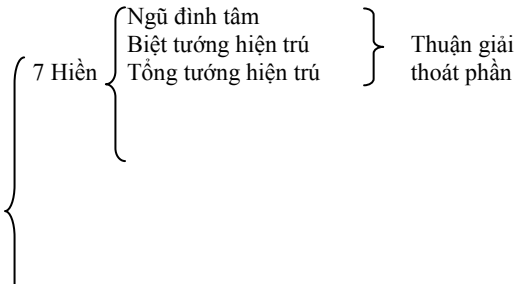 Ngũ đình tâm
Biệt tướng hiện trú Thuận giải
7 Hiền Tổng tướng hiện trú thoát phần